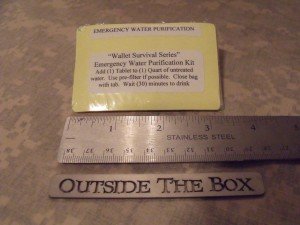 EMERGENCY WATER PURIFICATION
"Wallet Survival Series"
Emergency Water Purification Kit
Add (1) Tablet to (1) Quart of untreated
water. Use pre-filter if possible. Close bag
with tab. Wait (30) minutes to drink
1 2 3 4
STAINLESS STEEL
OUTSIDE THE BOX